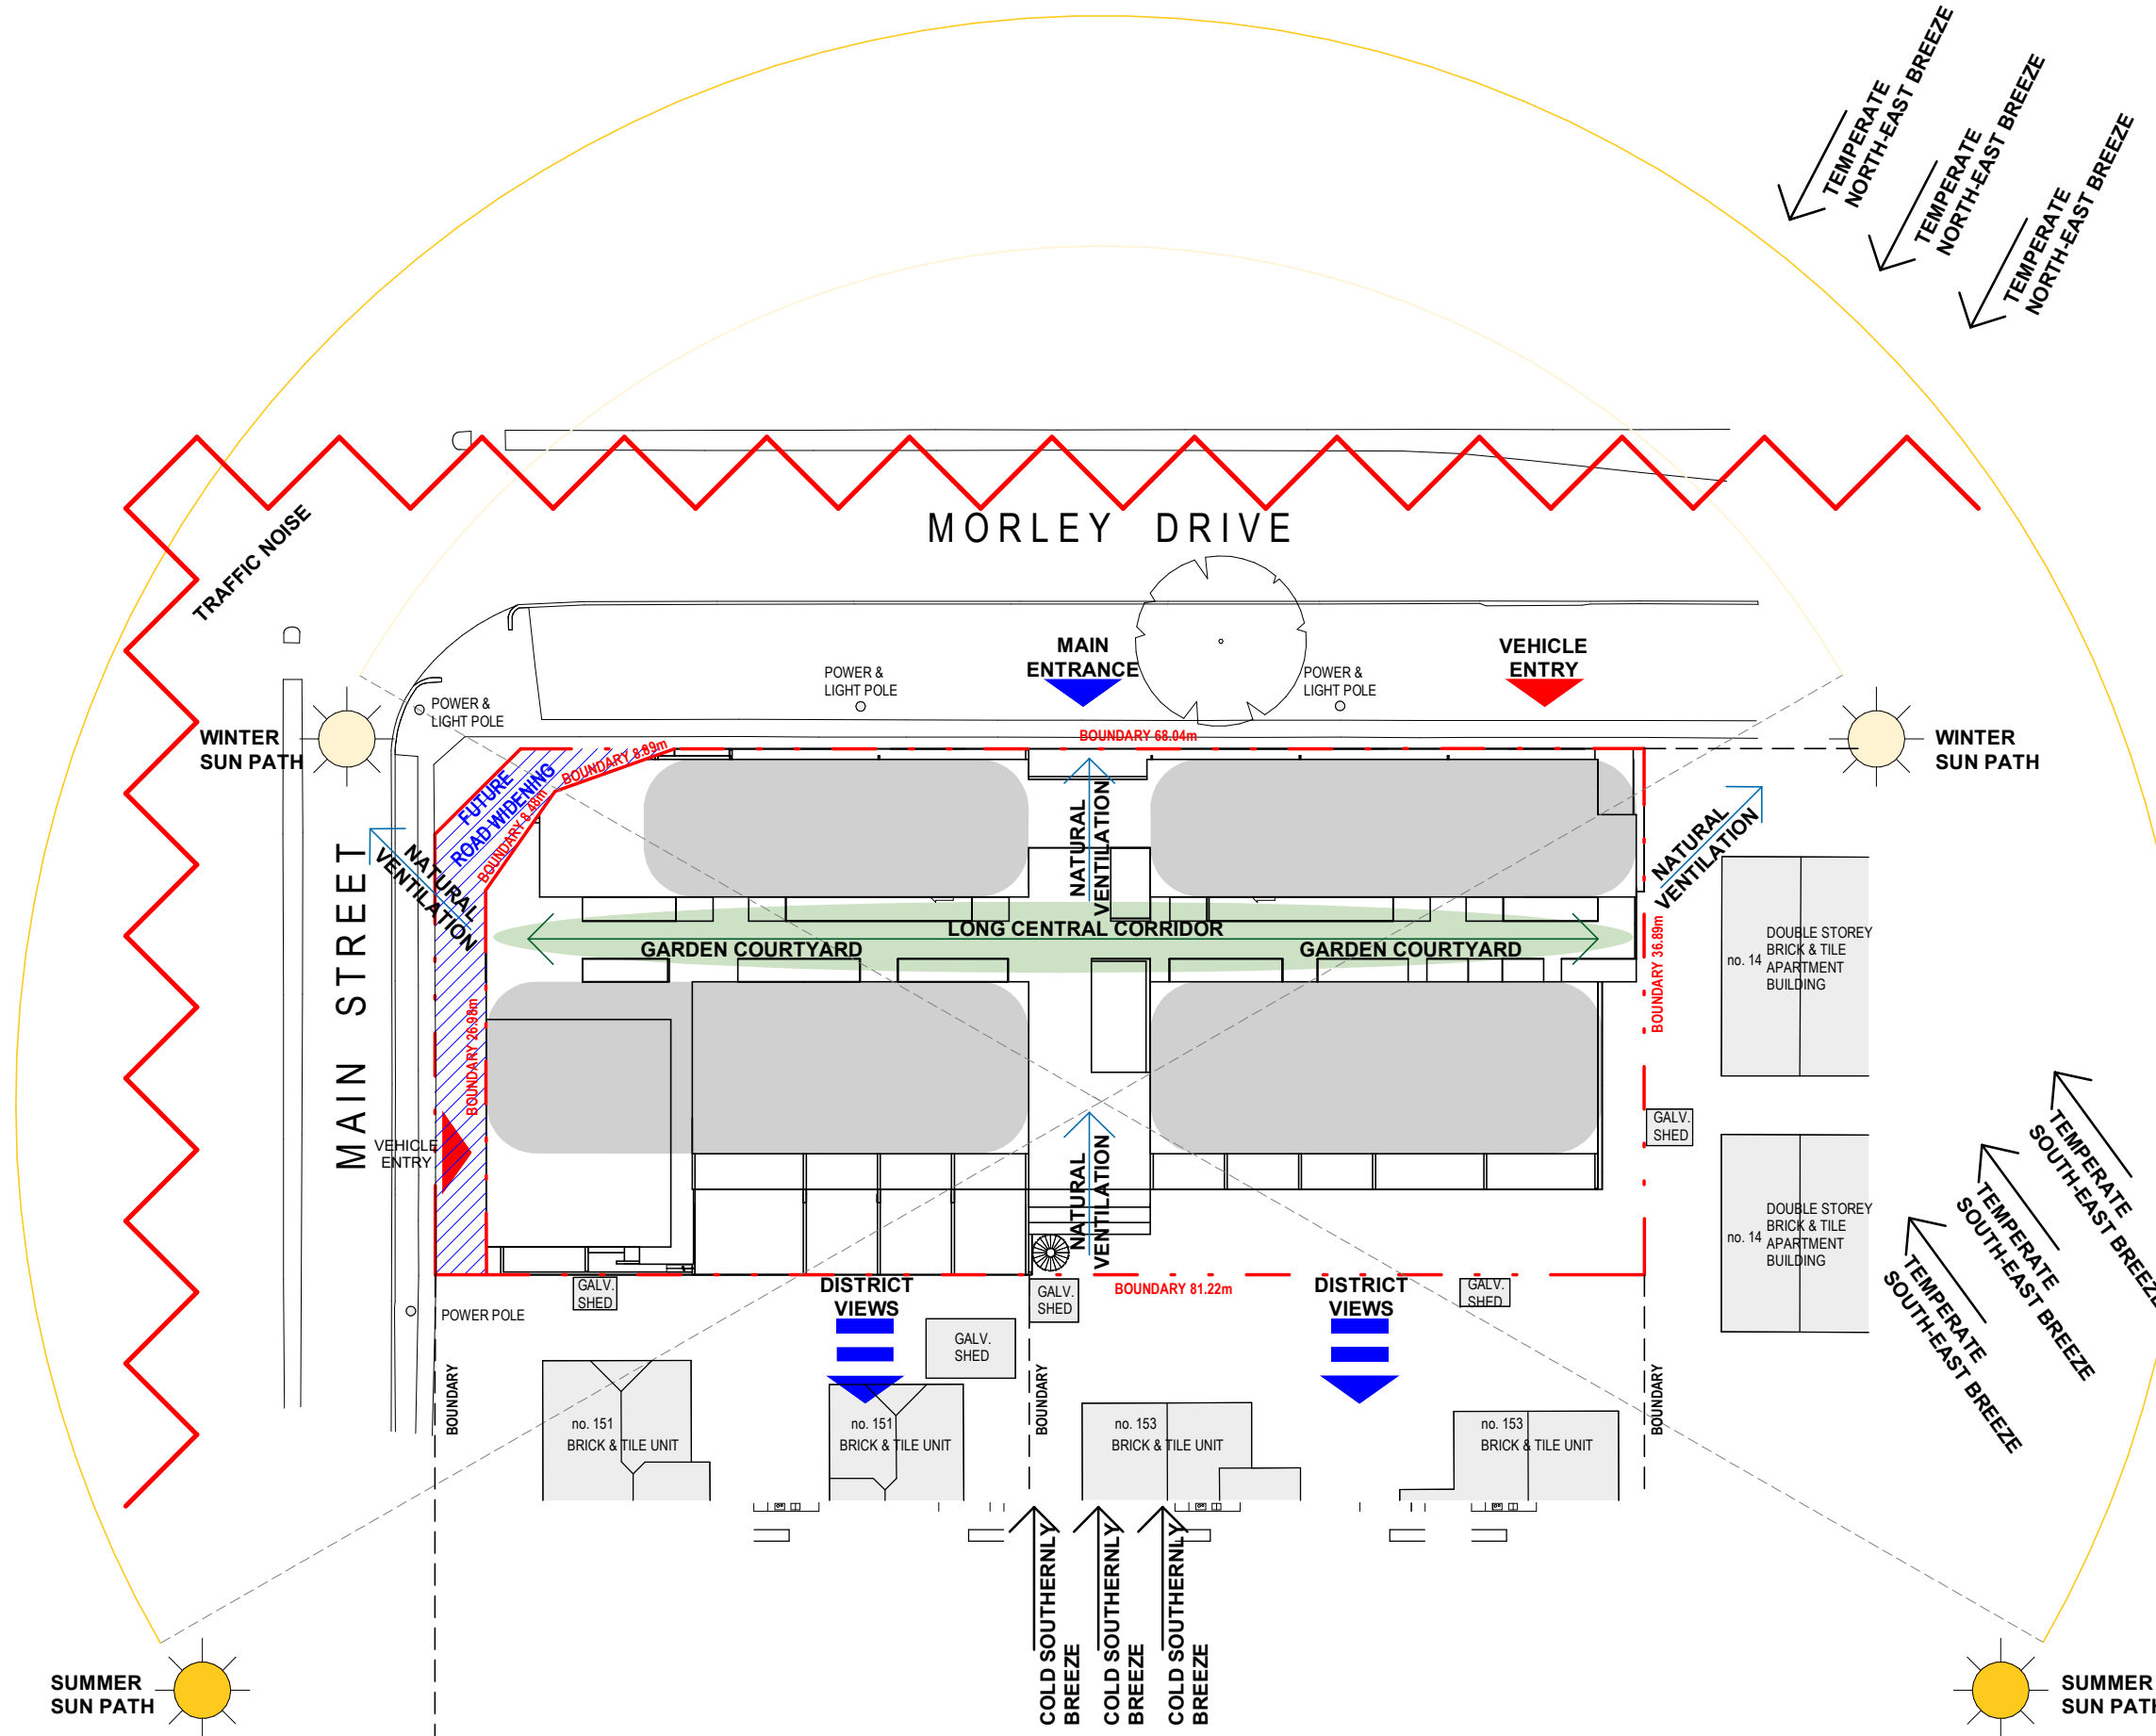 TEMPERATE
NORTH-EAST BREEZE
TEMPERATE
NORTH-EAST BREEZE
TEMPERATE
NORTH-EAST BREEZE
TRAFFIC NOISE
MORLEY DRIVE
MAIN
ENTRANCE
VEHICLE
ENTRY
POWER &
LIGHT POLE
POWER &
LIGHT POLE
POWER &
LIGHT POLE
WINTER
SUN PATH
WINTER
SUN PATH
BOUNDARY 68.04m
BOUNDARY 8.89m
FUTURE
ROAD WIDENING
BOUNDARY 8.48m
NATURAL
VENTILATION
NATURAL
VENTILATION
NATURAL
VENTILATION
MAIN STREET
LONG CENTRAL CORRIDOR
GARDEN COURTYARD
GARDEN COURTYARD
BOUNDARY 26.98m
BOUNDARY 36.89m
no. 14
DOUBLE STOREY
BRICK & TILE
APARTMENT
BUILDING
VEHICLE
ENTRY
NATURAL
VENTILATION
GALV.
SHED
no. 14
DOUBLE STOREY
BRICK & TILE
APARTMENT
BUILDING
TEMPERATE
SOUTH-EAST BREEZE
TEMPERATE
SOUTH-EAST BREEZE
TEMPERATE
SOUTH-EAST BREEZE
POWER POLE
GALV.
SHED
DISTRICT
VIEWS
GALV.
SHED
GALV.
SHED
BOUNDARY 81.22m
DISTRICT
VIEWS
GALV.
SHED
BOUNDARY
BOUNDARY
BOUNDARY
no. 151
BRICK & TILE UNIT
no. 151
BRICK & TILE UNIT
no. 153
BRICK & TILE UNIT
no. 153
BRICK & TILE UNIT
COLD SOUTHERNLY
BREEZE
COLD SOUTHERNLY
BREEZE
COLD SOUTHERNLY
BREEZE
SUMMER
SUN PATH
SUMMER
SUN PATH